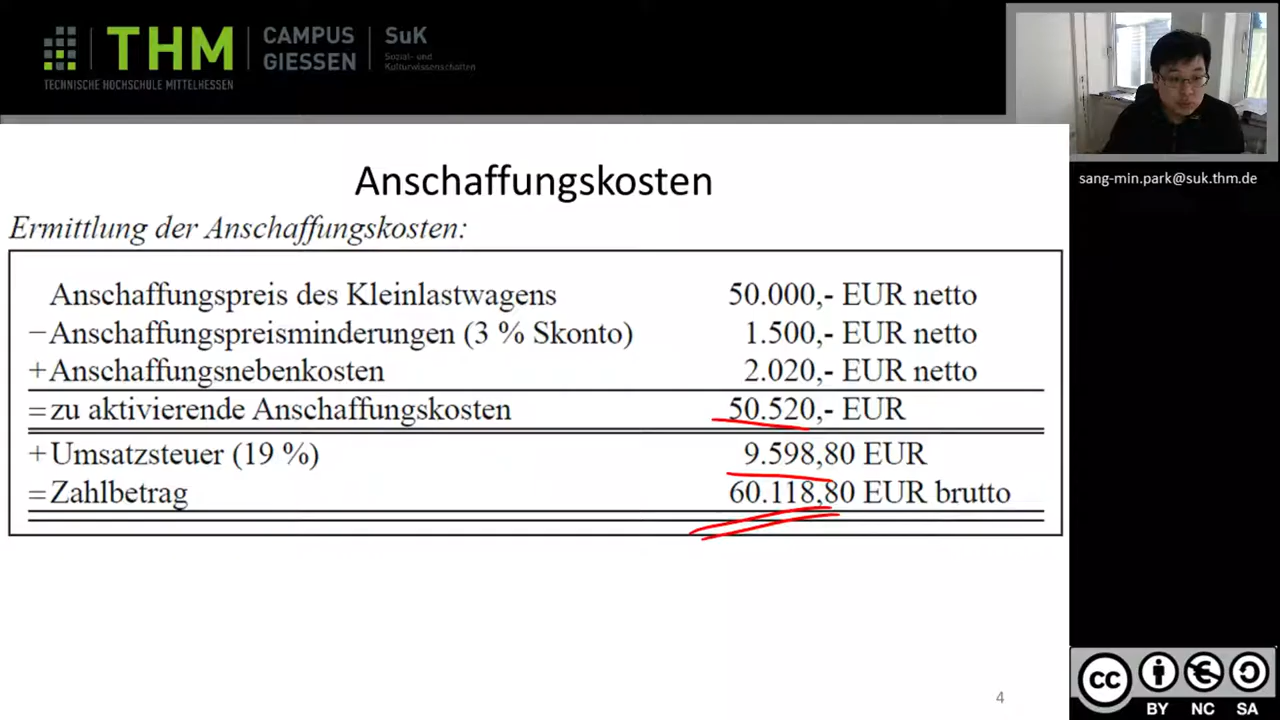 THM
CAMPUS
GIESSEN
SuK
Sozial- und
Kulturwissenschaften
TECHNISCHE HOCHSCHULE MITTELHESSEN
sang-min.park@suk.thm.de
Anschaffungskosten
Ermittlung der Anschaffungskosten:
Anschaffungspreis des Kleinlastwagens 50.000,- EUR netto
– Anschaffungspreisminderungen (3 % Skonto) 1.500,- EUR netto
+ Anschaffungsnebenkosten 2.020,- EUR netto
= zu aktivierende Anschaffungskosten 50.520,- EUR
+ Umsatzsteuer (19 %) 9.598,80 EUR
= Zahlbetrag 60.118,80 EUR brutto
4
cc
BY NC SA